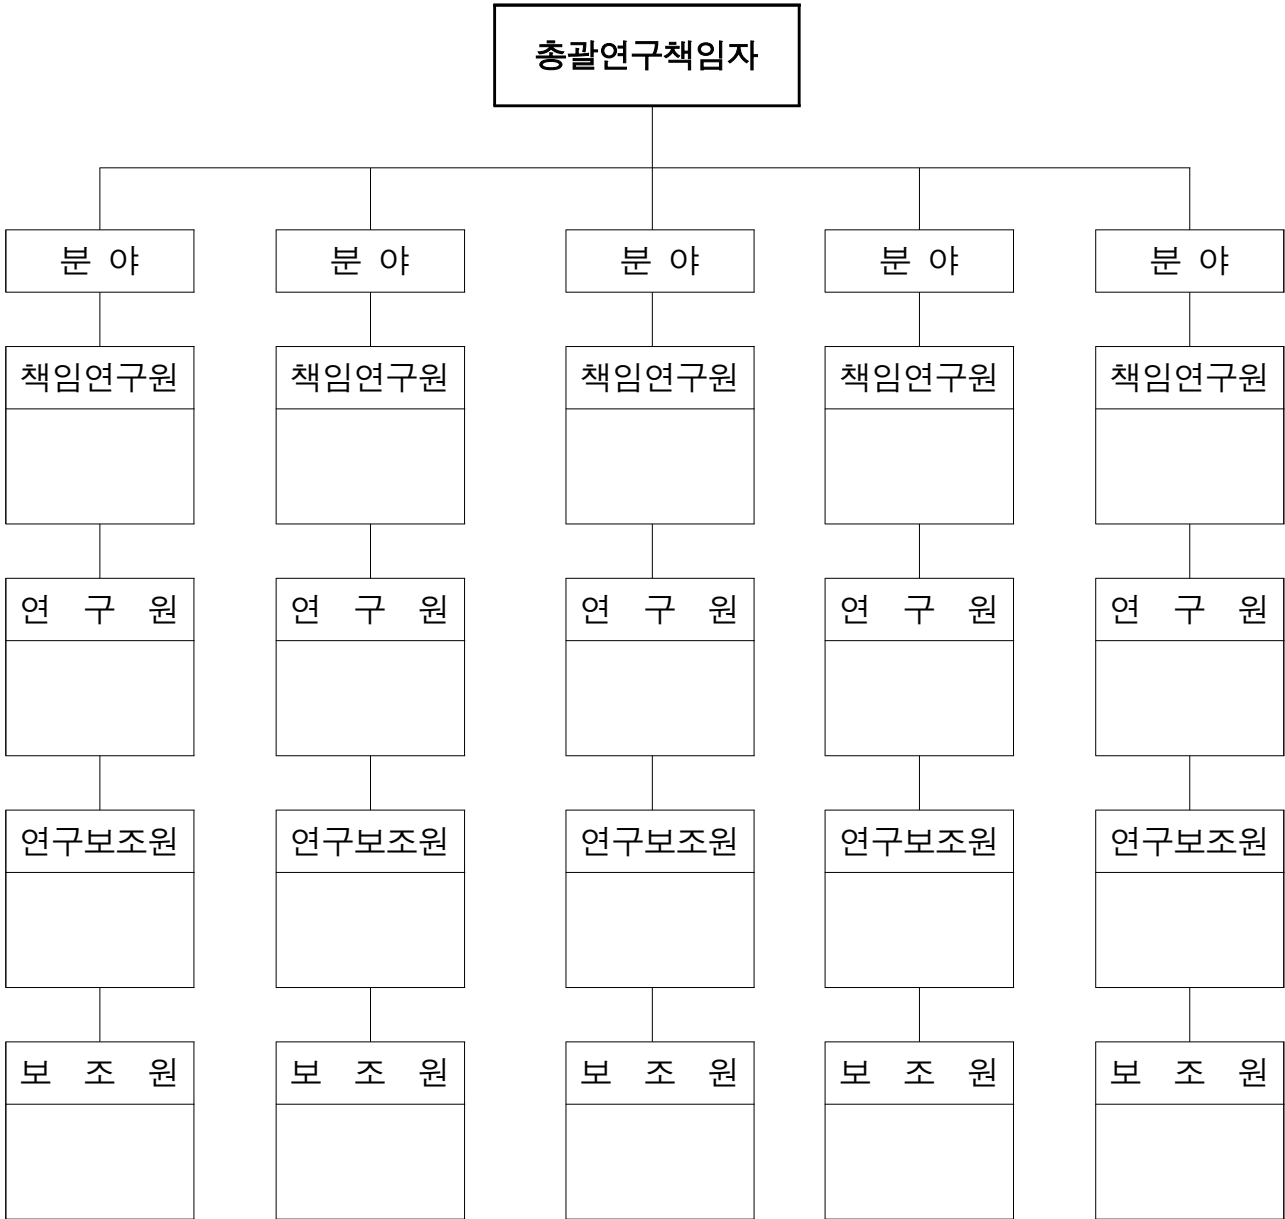 총괄연구책임자
분 야 분 야 분 야 분 야 분 야
책임연구원 책임연구원 책임연구원 책임연구원 책임연구원
연 구 원 연 구 원 연 구 원 연 구 원 연 구 원
연구보조원 연구보조원 연구보조원 연구보조원 연구보조원
보 조 원 보 조 원 보 조 원 보 조 원 보 조 원